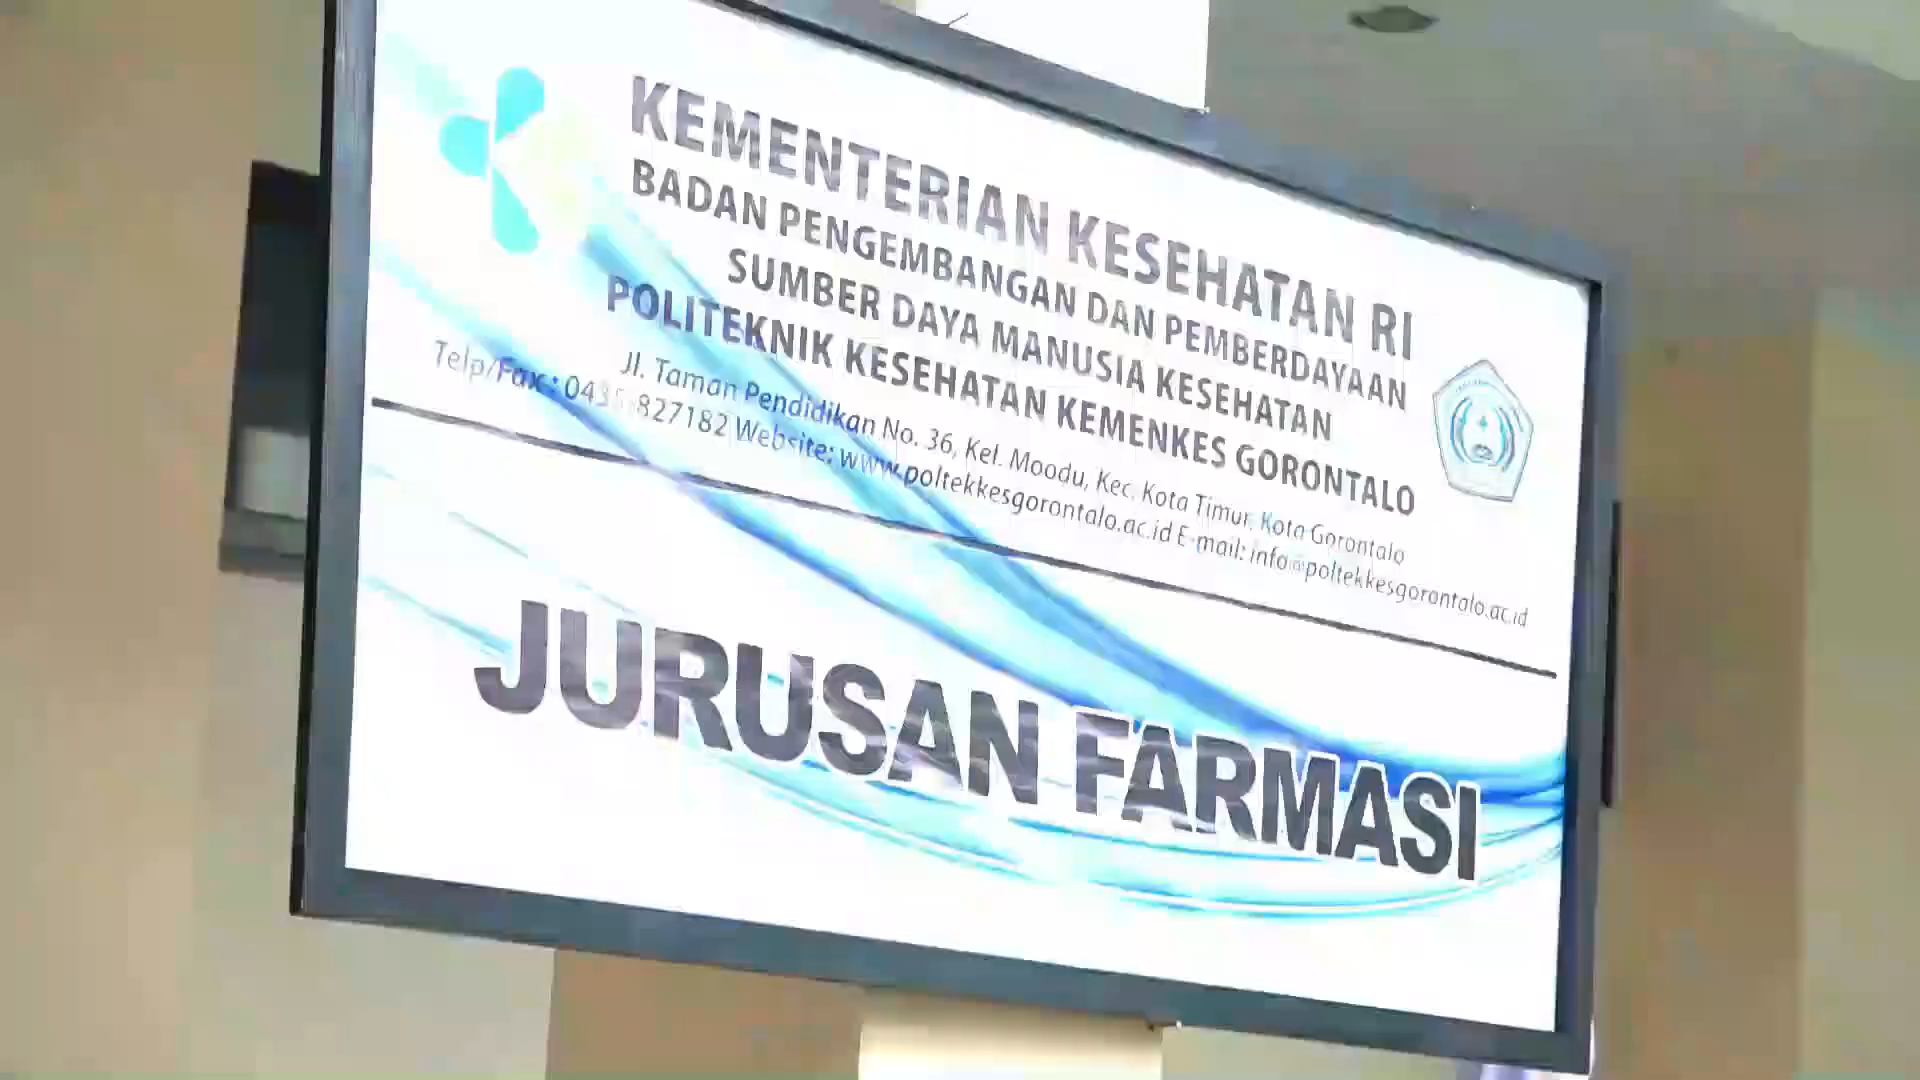 KEMENTERIAN KESEHATAN RI
BADAN PENGEMBANGAN DAN PEMBERDAYAAN
SUMBER DAYA MANUSIA KESEHATAN
POLITEKNIK KESEHATAN KEMENKES GORONTALO
Jl. Taman Pendidikan No. 36, Kel. Moodu, Kec. Kota Timur, Kota Gorontalo
Telp/Fax : 0435-827182 Website: www.poltekkesgorontalo.ac.id E-mail: info@poltekkesgorontalo.ac.id
JURUSAN FARMASI